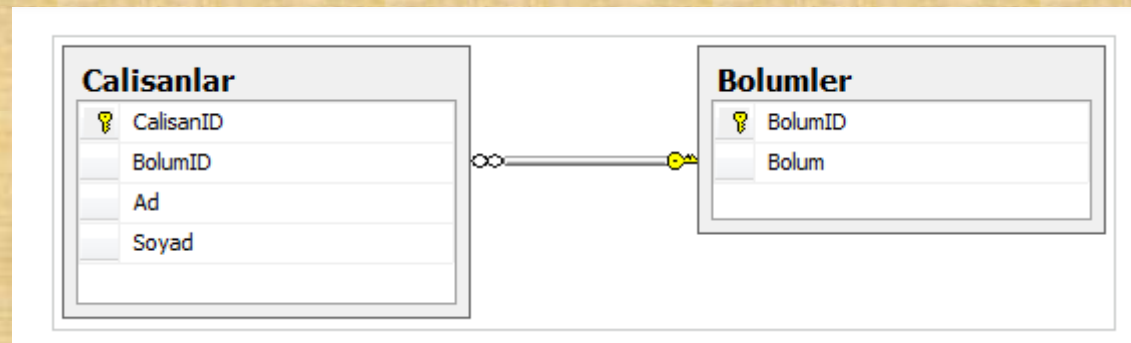 Calisanlar
CalisanID
BolumID
Ad
Soyad
Bolumler
BolumID
Bolum